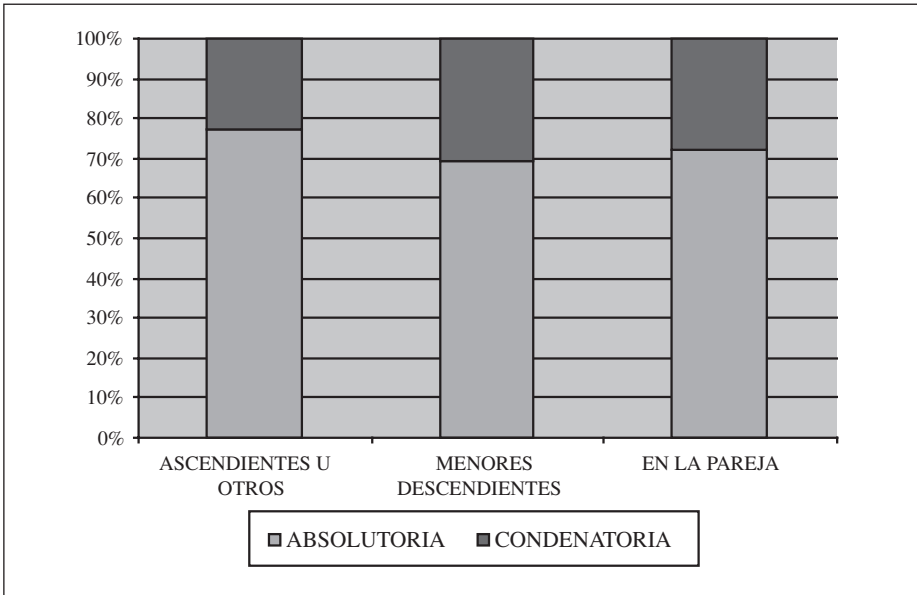 100%
90%
80%
70%
60%
50%
40%
30%
20%
10%
0%
ASCENDIENTES U
OTROS
MENORES
DESCENDIENTES
EN LA PAREJA
ABSOLUTORIA CONDENATORIA